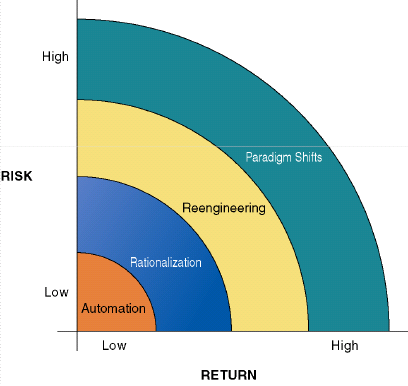 High
Paradigm Shifts
RISK
Reengineering
Rationalization
Low
Automation
Low
High
RETURN